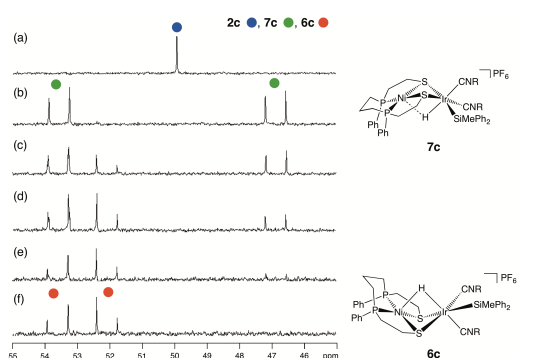 2c , 7c , 6c
(a)
(b)
(c)
(d)
(e)
(f)
55 54 53 52 51 50 49 48 47 46 ppm
PF6
S
CNR
Ni
S
Ir
P
P
H
CNR
SiMePh2
Ph
Ph
7c
PF6
H
CNR
P
Ni
Ir
SiMePh2
Ph
P
S
Ph
S
CNR
6c